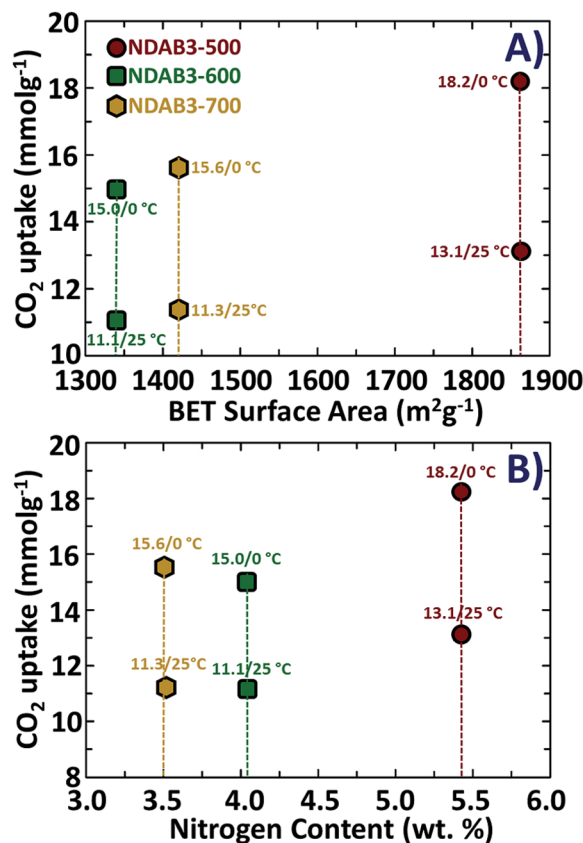 A)
20
NDAB3-500
NDAB3-600
NDAB3-700
18
18.2/0 °C
16
15.6/0 °C
14
15.0/0 °C
13.1/25 °C
12
11.3/25°C
11.1/25 °C
10
CO₂ uptake (mmolg⁻¹)
1300 1400 1500 1600 1700 1800 1900
BET Surface Area (m²g⁻¹)
B)
20
18.2/0 °C
18
16
15.6/0 °C
15.0/0 °C
14
13.1/25 °C
12
11.3/25°C
11.1/25 °C
10
8
CO₂ uptake (mmolg⁻¹)
3.0 3.5 4.0 4.5 5.0 5.5 6.0
Nitrogen Content (wt. %)